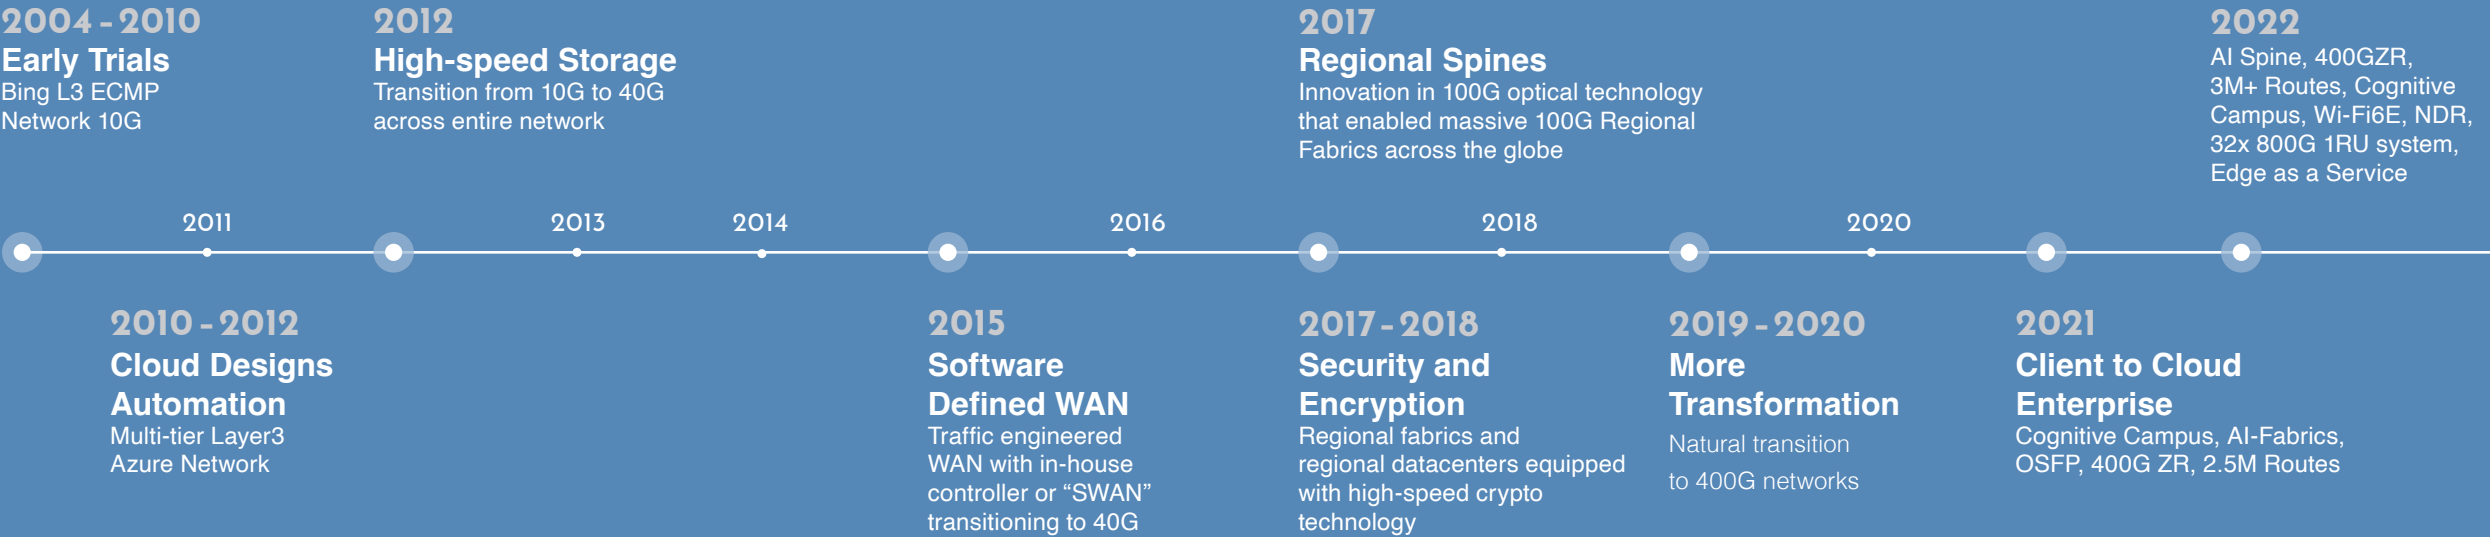 2004 - 2010
Early Trials
Bing L3 ECMP
Network 10G
2012
High-speed Storage
Transition from 10G to 40G
across entire network
2017
Regional Spines
Innovation in 100G optical technology
that enabled massive 100G Regional
Fabrics across the globe
2022
AI Spine, 400GZR,
3M+ Routes, Cognitive
Campus, Wi-Fi6E, NDR,
32x 800G 1RU system,
Edge as a Service
2011
2013
2014
2016
2018
2020
2010 - 2012
Cloud Designs
Automation
Multi-tier Layer3
Azure Network
2015
Software
Defined WAN
Traffic engineered
WAN with in-house
controller or “SWAN”
transitioning to 40G
2017 - 2018
Security and
Encryption
Regional fabrics and
regional datacenters equipped
with high-speed crypto
technology
2019 - 2020
More
Transformation
Natural transition
to 400G networks
2021
Client to Cloud
Enterprise
Cognitive Campus, AI-Fabrics,
OSFP, 400G ZR, 2.5M Routes